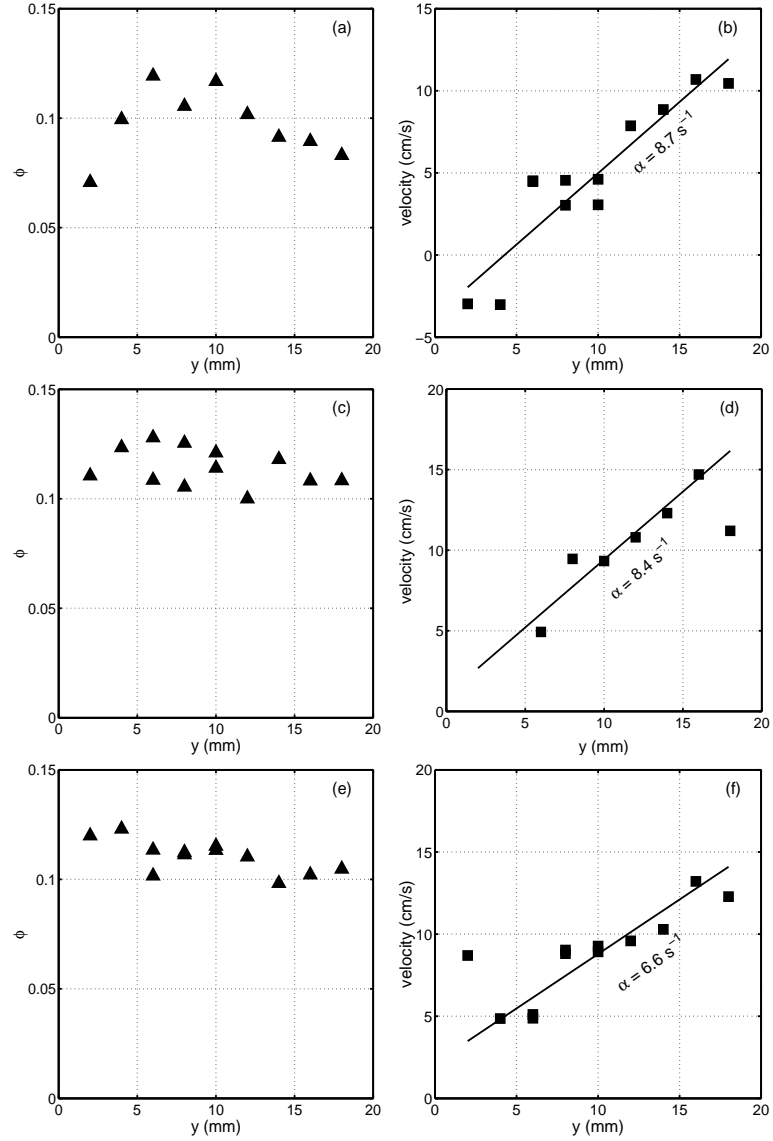 0.15
0.1
0.05
0
ϕ
(a)
0 5 10 15 20
y (mm)
15
10
5
0
−5
velocity (cm/s)
(b)
α = 8.7 s⁻¹
0 5 10 15 20
y (mm)
0.15
0.1
0.05
0
ϕ
(c)
0 5 10 15 20
y (mm)
20
15
10
5
0
velocity (cm/s)
(d)
α = 8.4 s⁻¹
0 5 10 15 20
y (mm)
0.15
0.1
0.05
0
ϕ
(e)
0 5 10 15 20
y (mm)
20
15
10
5
0
velocity (cm/s)
(f)
α = 6.6 s⁻¹
0 5 10 15 20
y (mm)